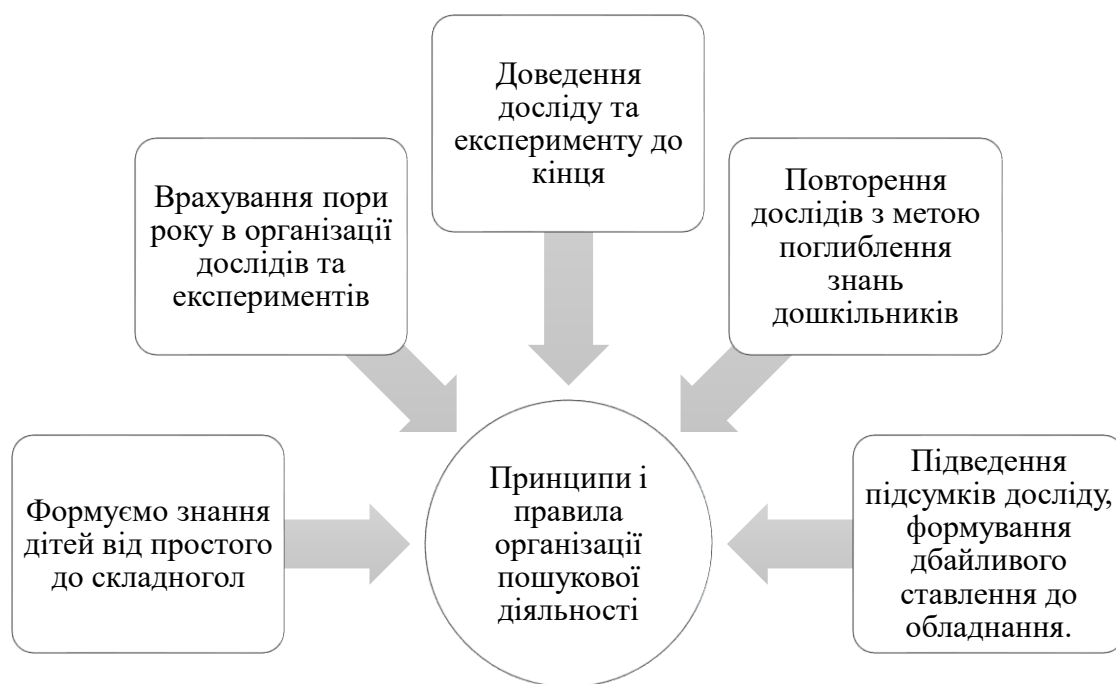 Доведення
досліду та
експерименту до
кінця
Врахування пори
року в організації
дослідів та
експериментів
Повторення
дослідів з метою
поглиблення
знань
дошкільників
Формуємо знання
дітей від простого
до складногол
Принципи і
правила
організації
пошукової
діяльності
Підведення
підсумків досліду,
формування
дбайливого
ставлення до
обладнання.